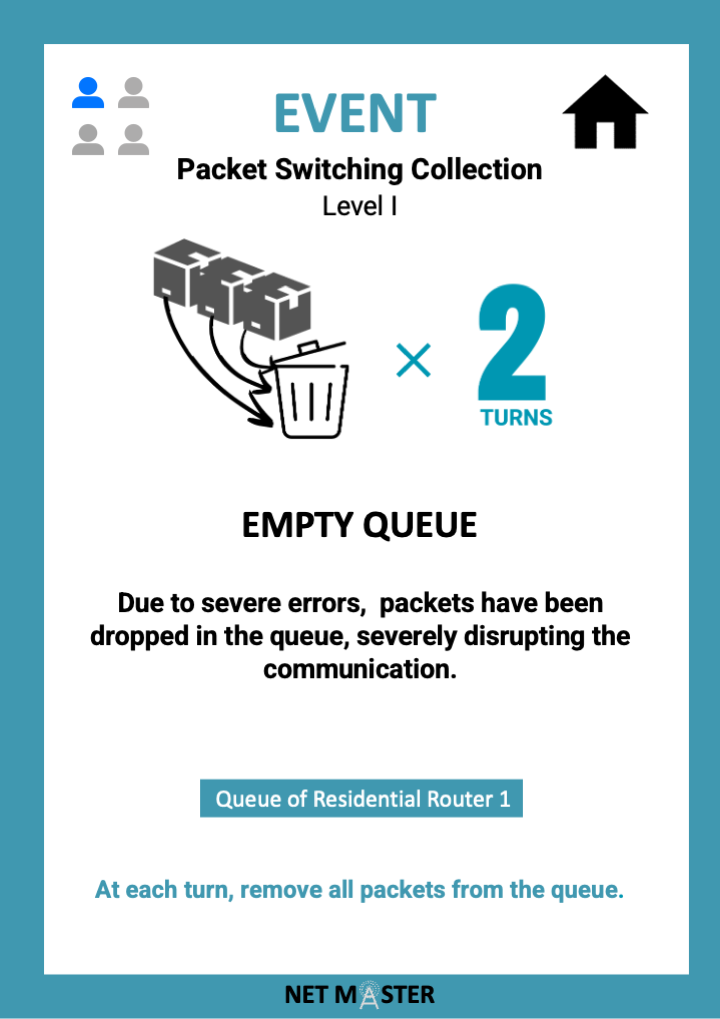 EVENT
Packet Switching Collection
Level I
× 2
TURNS
EMPTY QUEUE
Due to severe errors,  packets have been
dropped in the queue, severely disrupting the
communication.
Queue of Residential Router 1
At each turn, remove all packets from the queue.
NET MASTER